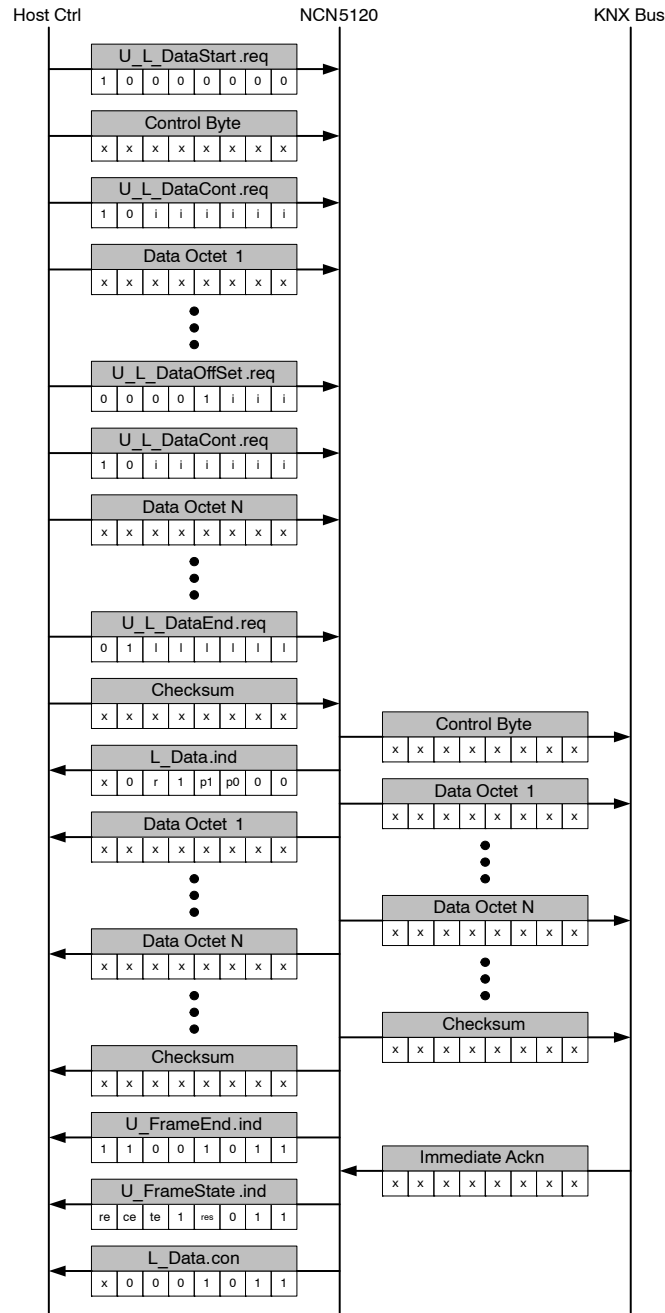 Host Ctrl NCN5120 KNX Bus
U_L_DataStart.req
1 0 0 0 0 0 0 0
Control Byte
x x x x x x x x
U_L_DataCont.req
1 0 i i i i i i
Data Octet 1
x x x x x x x x
U_L_DataOffSet.req
0 0 0 0 1 i i i
U_L_DataCont.req
1 0 i i i i i i
Data Octet N
x x x x x x x x
U_L_DataEnd.req
0 1 l l l l l l
Checksum
x x x x x x x x
Control Byte
x x x x x x x x
L_Data.ind
x 0 r 1 p1 p0 0 0
Data Octet 1
x x x x x x x x
Data Octet 1
x x x x x x x x
Data Octet N
x x x x x x x x
Data Octet N
x x x x x x x x
Checksum
x x x x x x x x
Checksum
x x x x x x x x
U_FrameEnd.ind
1 1 0 0 1 0 1 1
Immediate Ackn
x x x x x x x x
U_FrameState.ind
re ce te 1 res 0 1 1
L_Data.con
x 0 0 0 1 0 1 1